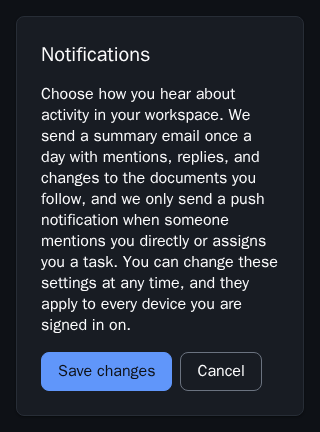 Notifications
Choose how you hear about
activity in your workspace. We
send a summary email once a
day with mentions, replies, and
changes to the documents you
follow, and we only send a push
notification when someone
mentions you directly or assigns
you a task. You can change these
settings at any time, and they
apply to every device you are
signed in on.
Save changes
Cancel